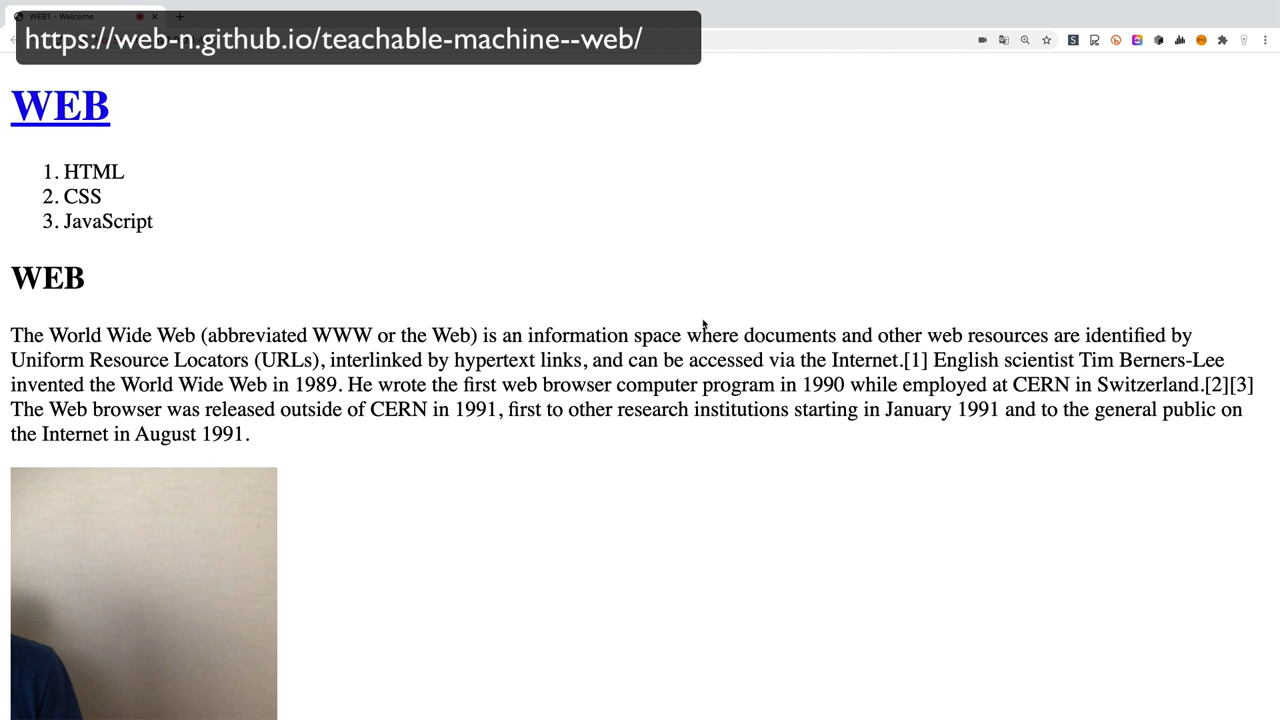 WEB1 - Welcome
https://web-n.github.io/teachable-machine--web/
WEB
1. HTML
2. CSS
3. JavaScript
WEB
The World Wide Web (abbreviated WWW or the Web) is an information space where documents and other web resources are identified by
Uniform Resource Locators (URLs), interlinked by hypertext links, and can be accessed via the Internet.[1] English scientist Tim Berners-Lee
invented the World Wide Web in 1989. He wrote the first web browser computer program in 1990 while employed at CERN in Switzerland.[2][3]
The Web browser was released outside of CERN in 1991, first to other research institutions starting in January 1991 and to the general public on
the Internet in August 1991.